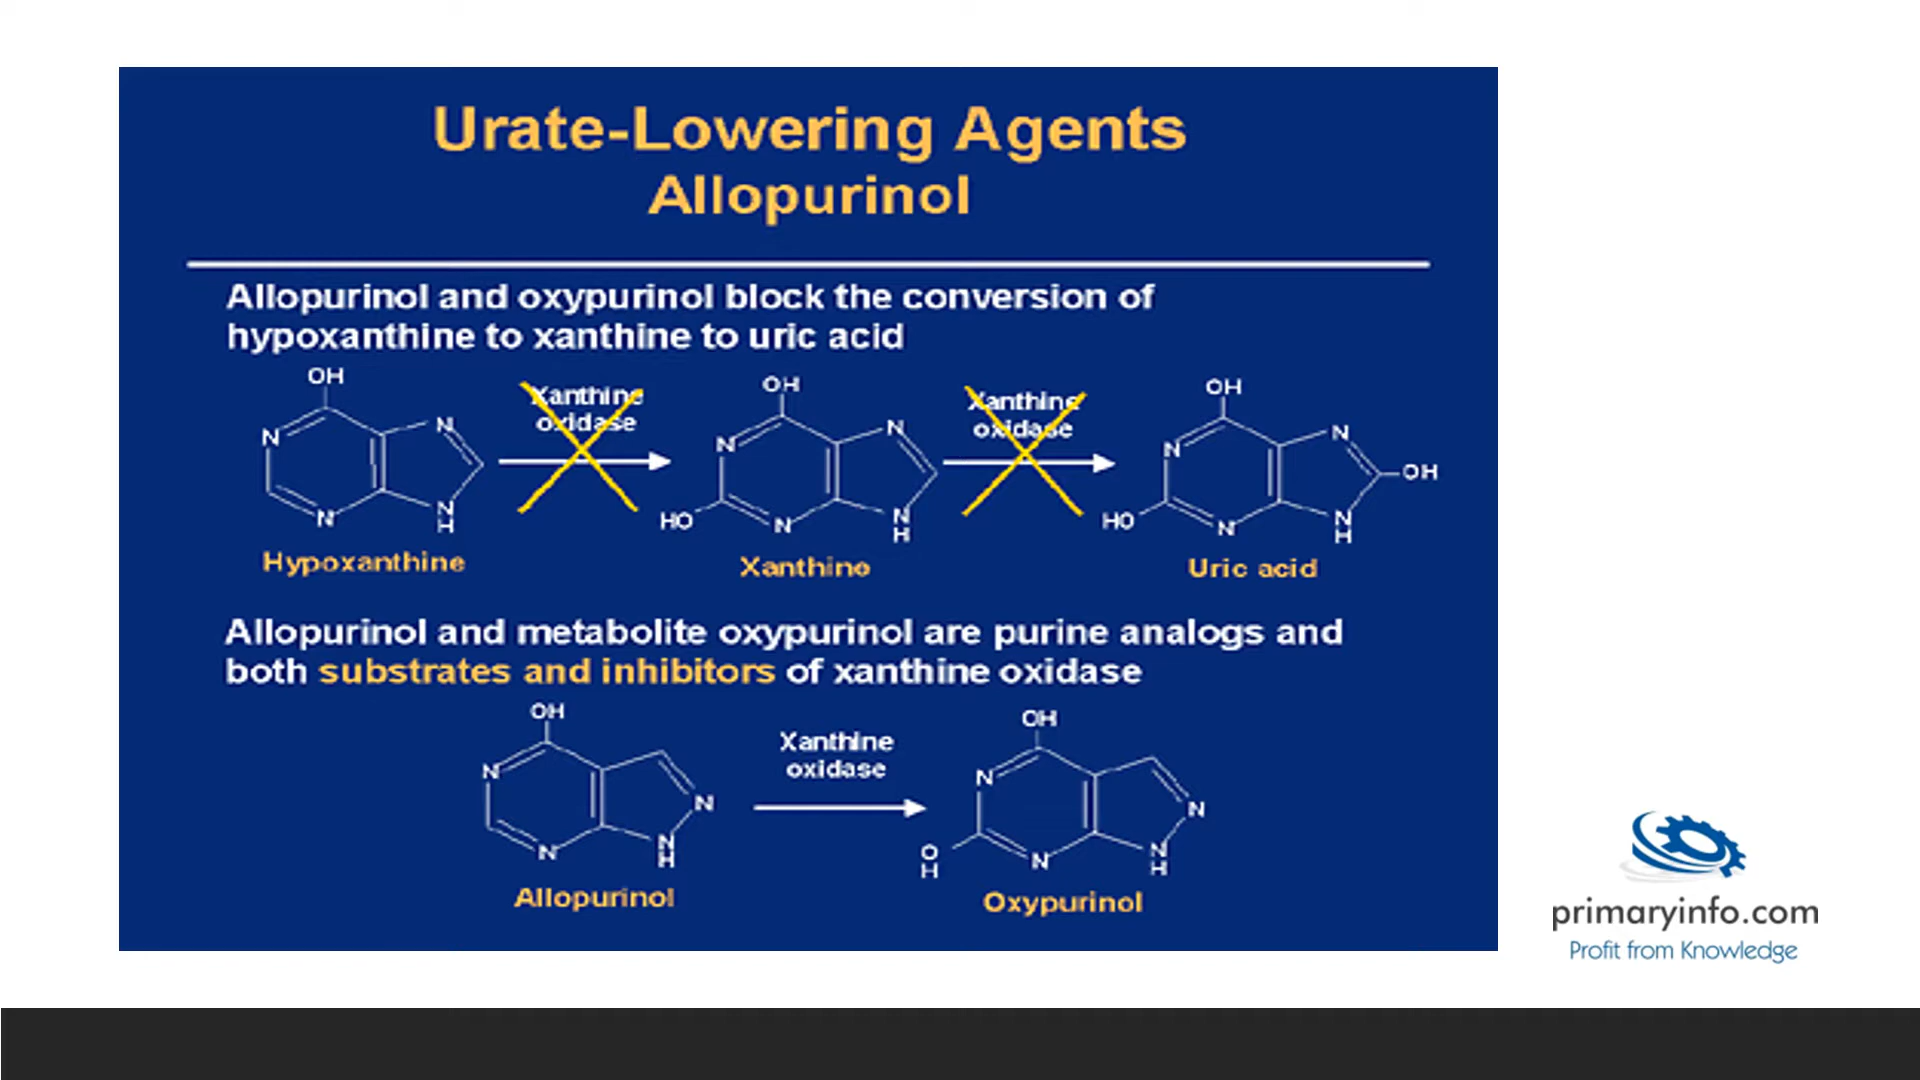 Urate-Lowering Agents
Allopurinol
Allopurinol and oxypurinol block the conversion of
hypoxanthine to xanthine to uric acid
OH
N
N
N
N
H
Hypoxanthine
Xanthine
oxidase
OH
N
N
HO
N
N
H
Xanthine
Xanthine
oxidase
OH
N
N
OH
HO
N
N
H
Uric acid
Allopurinol and metabolite oxypurinol are purine analogs and
both substrates and inhibitors of xanthine oxidase
OH
N
N
N
N
H
Allopurinol
Xanthine
oxidase
OH
N
N
O
H
N
N
H
Oxypurinol
primaryinfo.com
Profit from Knowledge